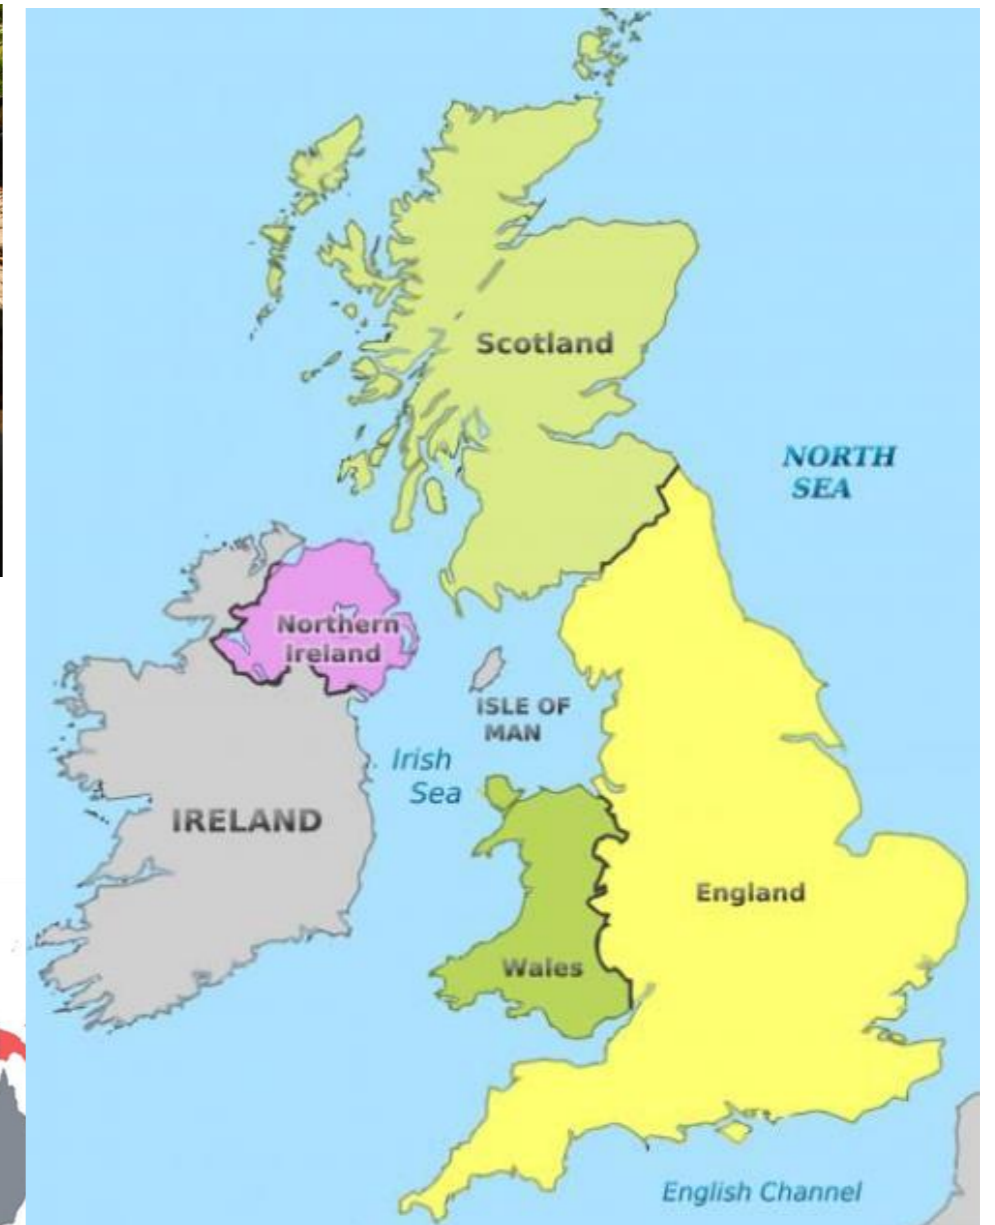 Scotland
NORTH
SEA
Northern
Ireland
ISLE OF
MAN
Irish
Sea
IRELAND
England
Wales
English Channel